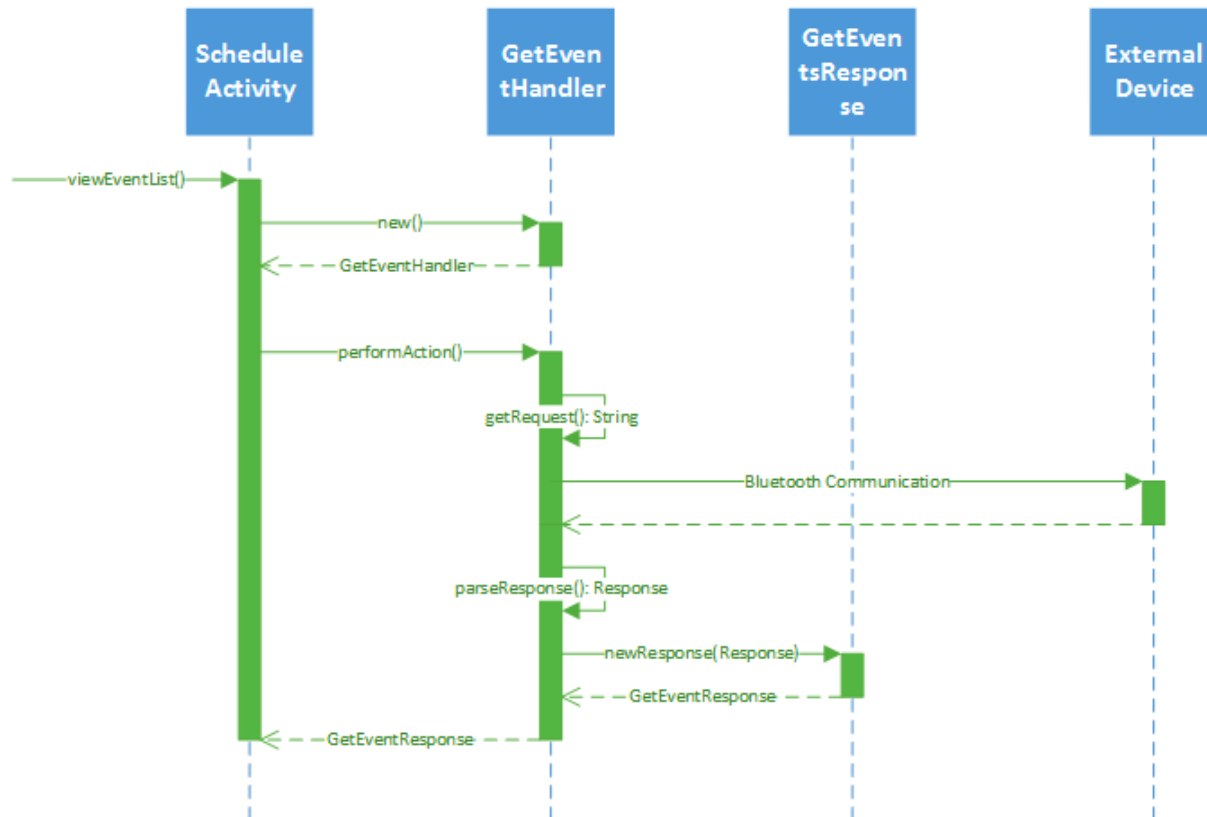 Schedule
Activity
GetEven
tHandler
GetEven
tsRespon
se
External
Device
viewEventList()
new()
GetEventHandler
performAction()
getRequest(): String
Bluetooth Communication
parseResponse(): Response
newResponse(Response)
GetEventResponse
GetEventResponse